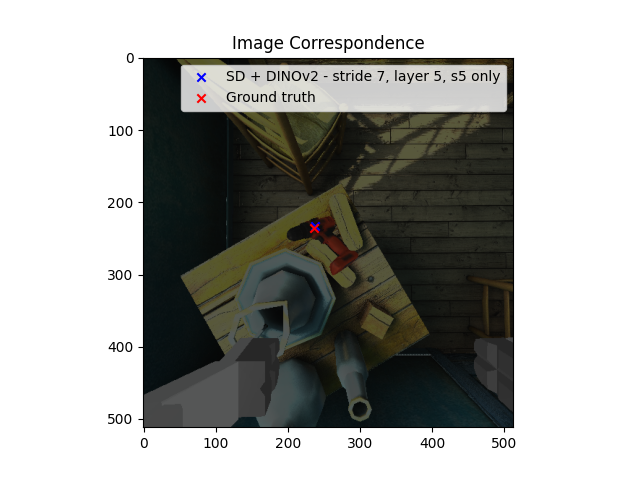 Image Correspondence
SD + DINOv2 - stride 7, layer 5, s5 only
Ground truth
0
100
200
300
400
500
0 100 200 300 400 500